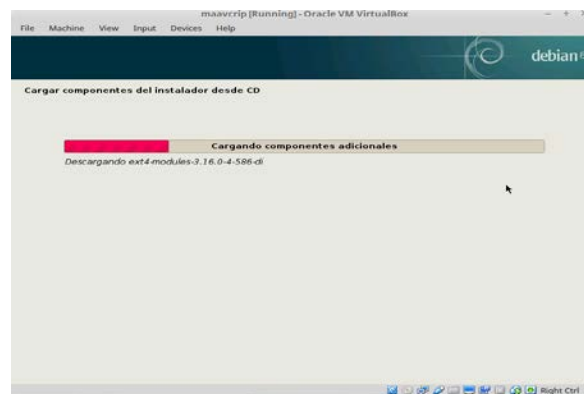 maavcrip [Running] - Oracle VM VirtualBox
File Machine View Input Devices Help
debian
Cargar componentes del instalador desde CD
Cargando componentes adicionales
Descargando ext4-modules-3.16.0-4-586-di
Right Ctrl